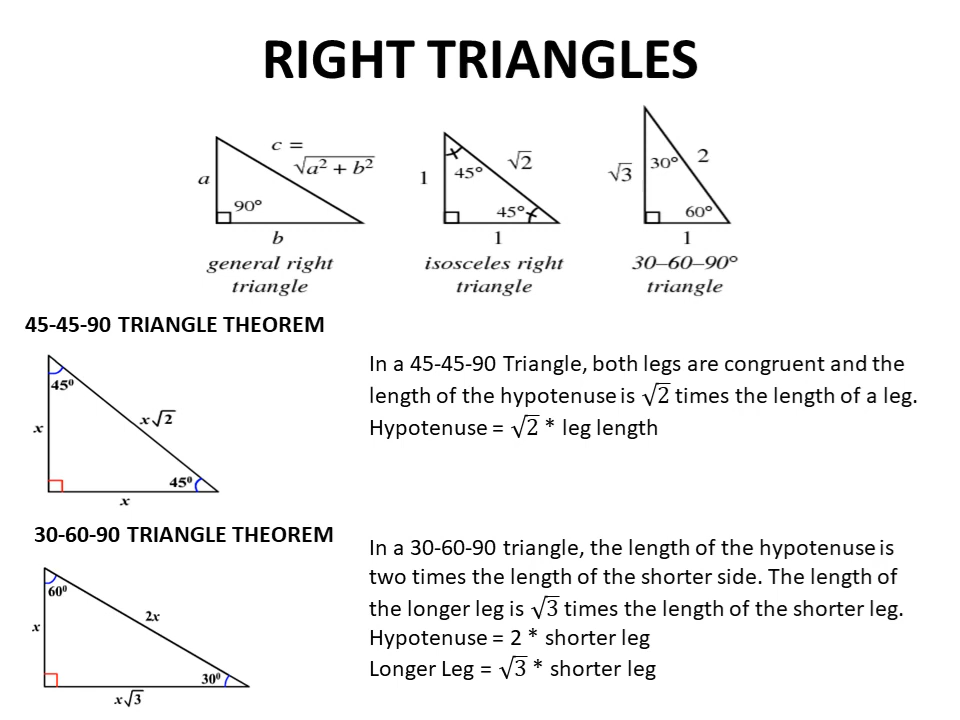 RIGHT TRIANGLES
c =
√a² + b²
a
90°
b
general right
triangle
1
45°
√2
45°
1
isosceles right
triangle
√3
30°
2
60°
1
30–60–90°
triangle
45-45-90 TRIANGLE THEOREM
45⁰
x
x√2
45⁰
x
In a 45-45-90 Triangle, both legs are congruent and the
length of the hypotenuse is √2 times the length of a leg.
Hypotenuse = √2 * leg length
30-60-90 TRIANGLE THEOREM
60⁰
x
2x
30⁰
x√3
In a 30-60-90 triangle, the length of the hypotenuse is
two times the length of the shorter side. The length of
the longer leg is √3 times the length of the shorter leg.
Hypotenuse = 2 * shorter leg
Longer Leg = √3 * shorter leg